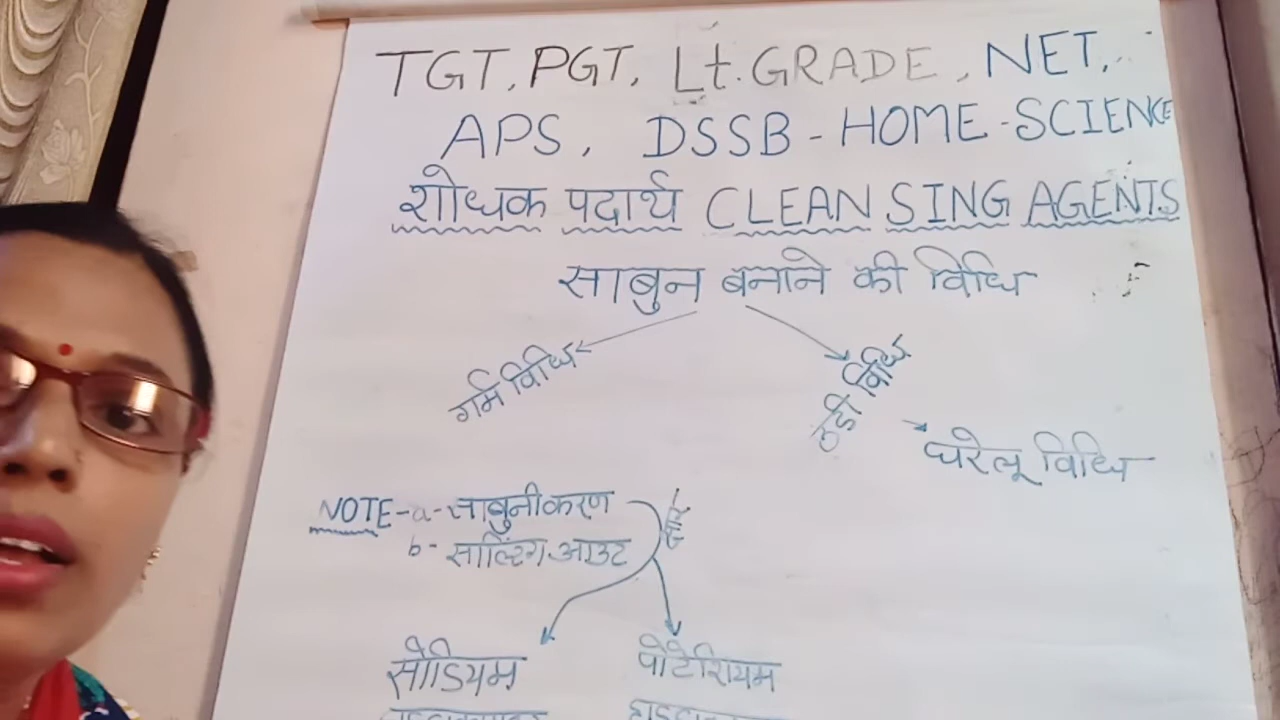 TGT, PGT, Lt. GRADE, NET,
APS, DSSB - HOME - SCIENCE
शोधक पदार्थ CLEANSING AGENTS
साबुन बनाने की विधि
गर्म विधि
ठण्डी विधि
घरेलू विधि
NOTE - a - साबुनीकरण
b - साल्टिंग आउट
सोडियम पोटेशियम